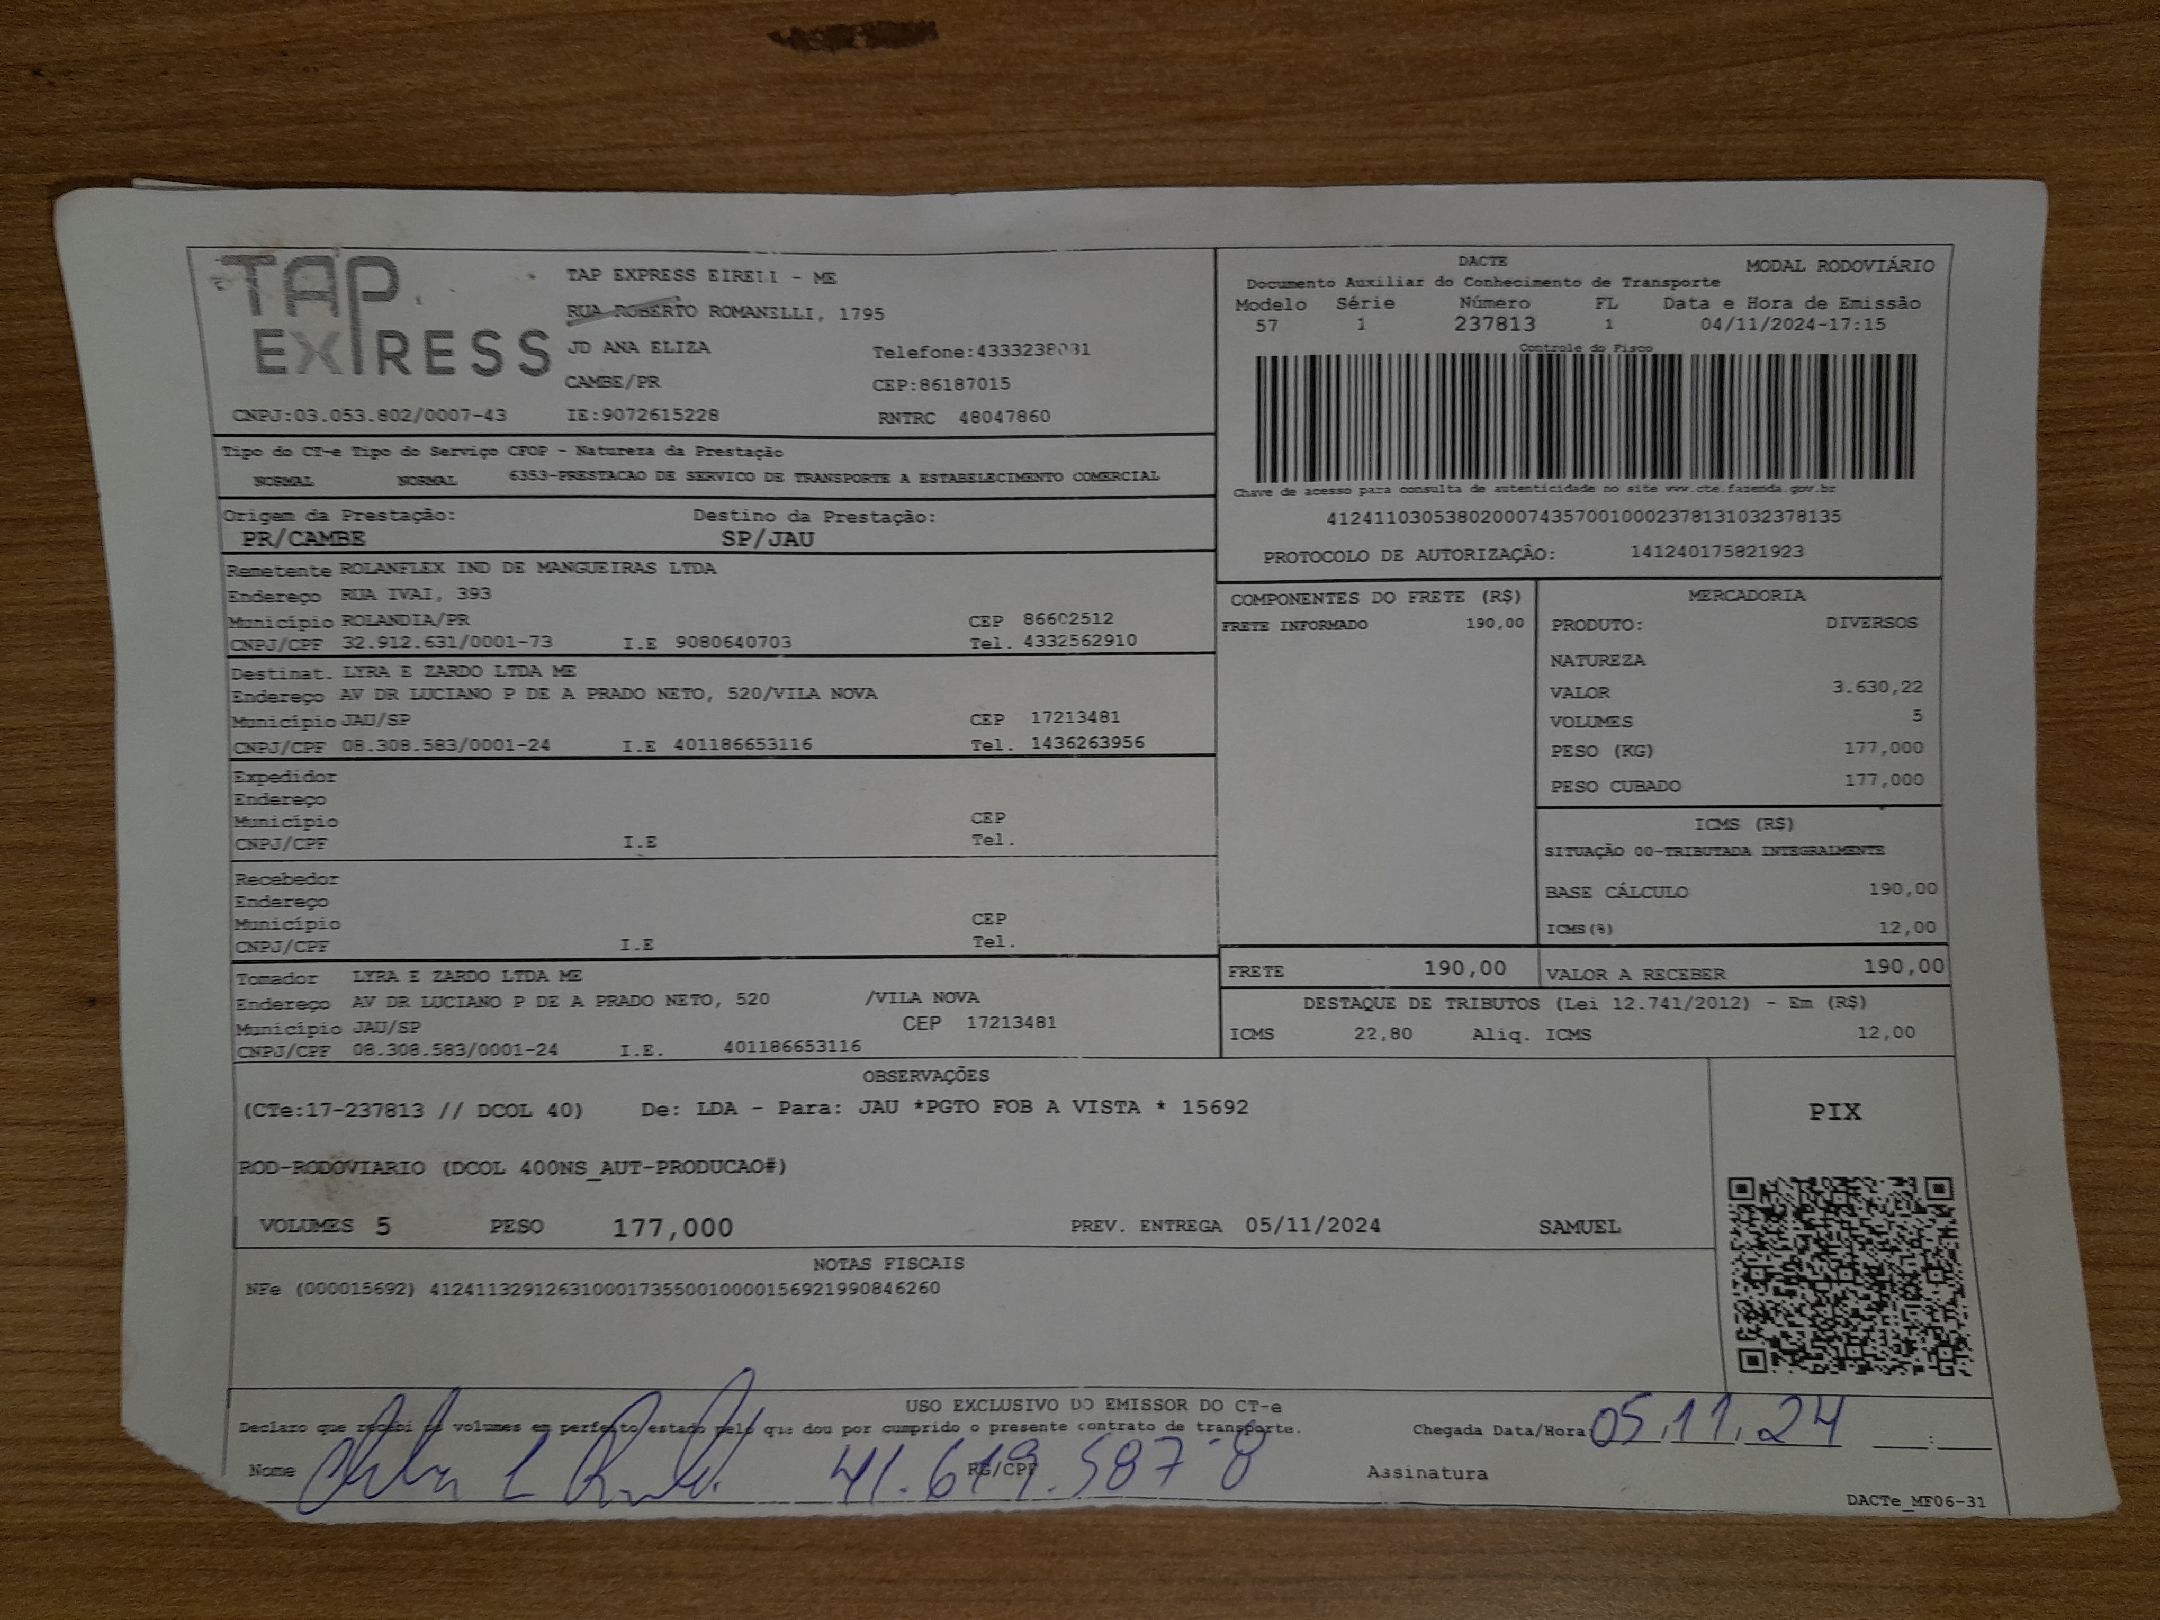 TAP EXPRESS
TAP EXPRESS EIRELI - ME
RUA ROBERTO ROMANELLI, 1795
JD ANA ELIZA Telefone:4333238031
CAMBE/PR CEP:86187015
CNPJ:03.053.802/0007-43 IE:9072615228 RNTRC 48047860
DACTE MODAL RODOVIÁRIO
Documento Auxiliar do Conhecimento de Transporte
Modelo Série Número FL Data e Hora de Emissão
57 1 237813 1 04/11/2024-17:15
Controle do Fisco
Chave de acesso para consulta de autenticidade no site www.cte.fazenda.gov.br
41241103053802000743570010002378131032378135
PROTOCOLO DE AUTORIZAÇÃO: 141240175821923
Tipo do CT-e Tipo do Serviço CFOP - Natureza da Prestação
NORMAL NORMAL 6353-PRESTACAO DE SERVICO DE TRANSPORTE A ESTABELECIMENTO COMERCIAL
Origem da Prestação: Destino da Prestação:
PR/CAMBE SP/JAU
Remetente ROLANFLEX IND DE MANGUEIRAS LTDA
Endereço RUA IVAI, 393
Município ROLANDIA/PR CEP 86602512
CNPJ/CPF 32.912.631/0001-73 I.E 9080640703 Tel. 4332562910
Destinat. LYRA E ZARDO LTDA ME
Endereço AV DR LUCIANO P DE A PRADO NETO, 520/VILA NOVA
Município JAU/SP CEP 17213481
CNPJ/CPF 08.308.583/0001-24 I.E 401186653116 Tel. 1436263956
Expedidor
Endereço
Município CEP
CNPJ/CPF I.E Tel.
Recebedor
Endereço
Município CEP
CNPJ/CPF I.E Tel.
Tomador LYRA E ZARDO LTDA ME
Endereço AV DR LUCIANO P DE A PRADO NETO, 520 /VILA NOVA
Município JAU/SP CEP 17213481
CNPJ/CPF 08.308.583/0001-24 I.E. 401186653116
COMPONENTES DO FRETE (R$)
FRETE INFORMADO 190,00
MERCADORIA
PRODUTO: DIVERSOS
NATUREZA
VALOR 3.630,22
VOLUMES 5
PESO (KG) 177,000
PESO CUBADO 177,000
ICMS (R$)
SITUAÇÃO 00-TRIBUTADA INTEGRALMENTE
BASE CÁLCULO 190,00
ICMS(%) 12,00
FRETE 190,00 VALOR A RECEBER 190,00
DESTAQUE DE TRIBUTOS (Lei 12.741/2012) - Em (R$)
ICMS 22,80 Aliq. ICMS 12,00
OBSERVAÇÕES
(CTe:17-237813 // DCOL 40) De: LDA - Para: JAU *PGTO FOB A VISTA * 15692
ROD-RODOVIARIO (DCOL 400NS_AUT-PRODUCAO#)
VOLUMES 5 PESO 177,000 PREV. ENTREGA 05/11/2024 SAMUEL
PIX
NOTAS FISCAIS
NFe (000015692) 41241132912631000173550010000156921990846260
USO EXCLUSIVO DO EMISSOR DO CT-e
Declaro que recebi os volumes em perfeito estado pelo que dou por cumprido o presente contrato de transporte.
Chegada Data/Hora 05.11.24 __:__
Nome RG/CPF 41.619.587-8 Assinatura
DACTe_MF06-31